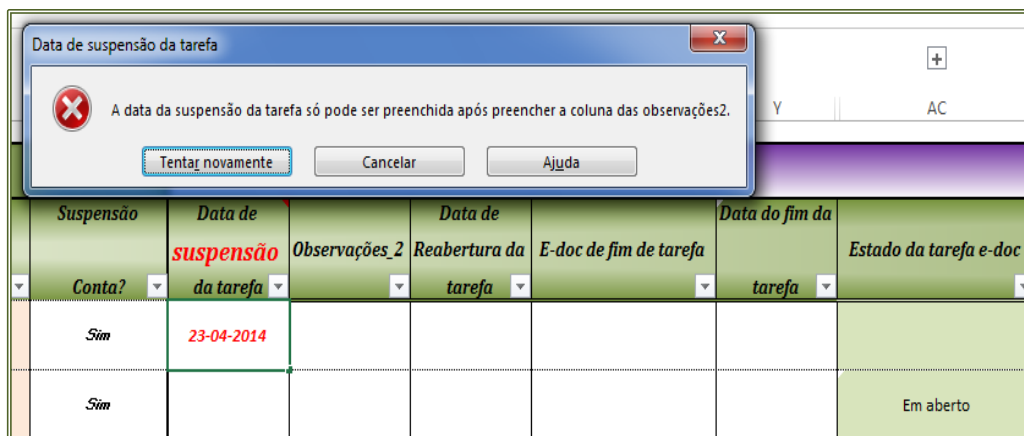 Data de suspensão da tarefa
x
A data da suspensão da tarefa só pode ser preenchida após preencher a coluna das observações2.
Tentar novamente
Cancelar
Ajuda
Y
AC
Suspensão
Conta?
Data de
suspensão
da tarefa
Observações_2
Data de
Reabertura da
tarefa
E-doc de fim de tarefa
Data do fim da
tarefa
Estado da tarefa e-doc
Sim
23-04-2014
Sim
Em aberto